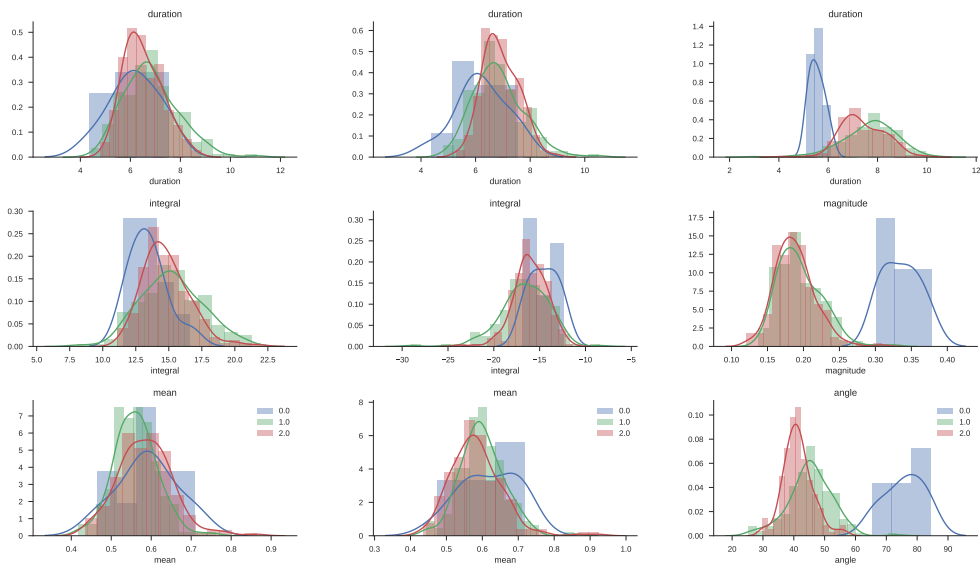 duration duration duration
0.5 0.4 0.3 0.2 0.1 0.0
4 6 8 10 12
duration
0.6 0.5 0.4 0.3 0.2 0.1 0.0
4 6 8 10
duration
1.4 1.2 1.0 0.8 0.6 0.4 0.2 0.0
2 4 6 8 10 12
duration
integral integral magnitude
0.30 0.25 0.20 0.15 0.10 0.05 0.00
5.0 7.5 10.0 12.5 15.0 17.5 20.0 22.5
integral
0.30 0.25 0.20 0.15 0.10 0.05 0.00
−30 −25 −20 −15 −10 −5
integral
17.5 15.0 12.5 10.0 7.5 5.0 2.5 0.0
0.10 0.15 0.20 0.25 0.30 0.35 0.40
magnitude
mean mean angle
7 6 5 4 3 2 1 0
0.4 0.5 0.6 0.7 0.8 0.9
mean
0.0
1.0
2.0
8 6 4 2 0
0.3 0.4 0.5 0.6 0.7 0.8 0.9 1.0
mean
0.0
1.0
2.0
0.10 0.08 0.06 0.04 0.02 0.00
20 30 40 50 60 70 80 90
angle
0.0
1.0
2.0